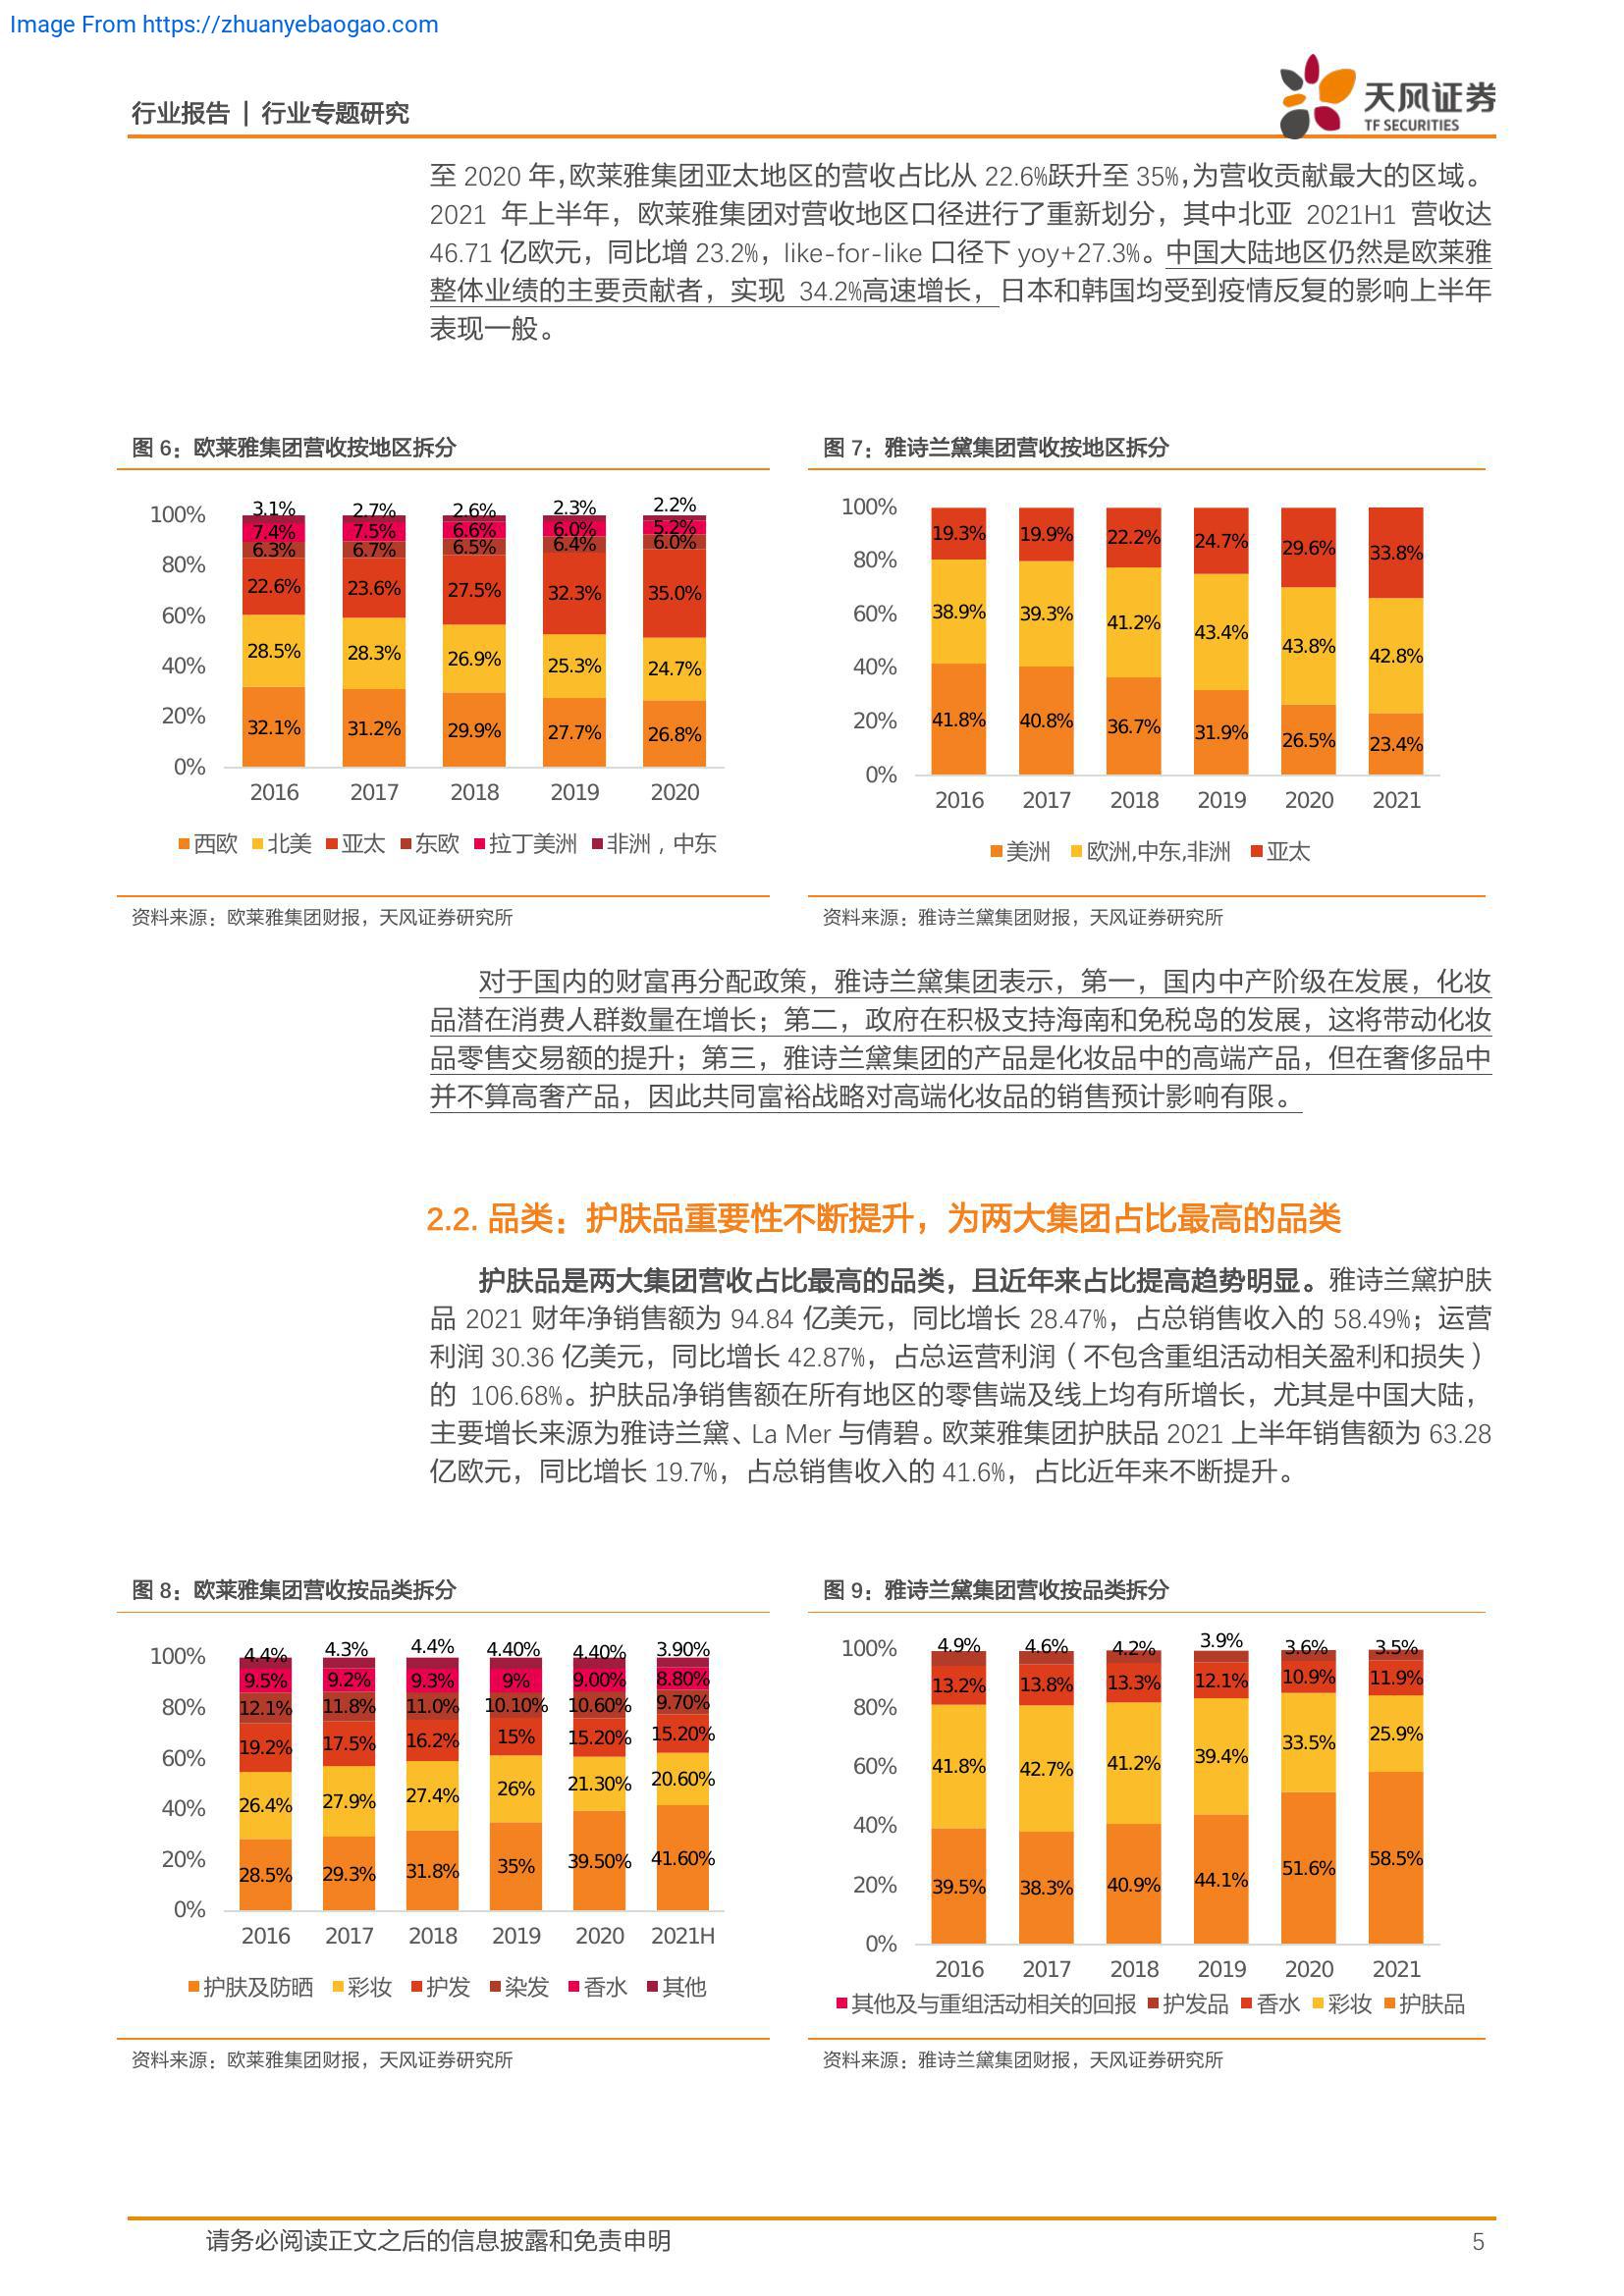 Image From https://zhuanyebaogao.com
行业报告 | 行业专题研究
天风证券
TF SECURITIES
至 2020 年，欧莱雅集团亚太地区的营收占比从 22.6%跃升至 35%，为营收贡献最大的区域。
2021 年上半年，欧莱雅集团对营收地区口径进行了重新划分，其中北亚 2021H1 营收达
46.71 亿欧元，同比增 23.2%，like-for-like 口径下 yoy+27.3%。中国大陆地区仍然是欧莱雅
整体业绩的主要贡献者，实现 34.2%高速增长，日本和韩国均受到疫情反复的影响上半年
表现一般。
图 6：欧莱雅集团营收按地区拆分
100% 80% 60% 40% 20% 0%
3.1% 2.7% 2.6% 2.3% 2.2%
7.4% 7.5% 6.6% 6.0% 5.2%
6.3% 6.7% 6.5% 6.4% 6.0%
22.6% 23.6% 27.5% 32.3% 35.0%
28.5% 28.3% 26.9% 25.3% 24.7%
32.1% 31.2% 29.9% 27.7% 26.8%
2016 2017 2018 2019 2020
西欧 北美 亚太 东欧 拉丁美洲 非洲，中东
资料来源：欧莱雅集团财报，天风证券研究所
图 7：雅诗兰黛集团营收按地区拆分
100% 80% 60% 40% 20% 0%
19.3% 19.9% 22.2% 24.7% 29.6% 33.8%
38.9% 39.3% 41.2% 43.4% 43.8% 42.8%
41.8% 40.8% 36.7% 31.9% 26.5% 23.4%
2016 2017 2018 2019 2020 2021
美洲 欧洲,中东,非洲 亚太
资料来源：雅诗兰黛集团财报，天风证券研究所
对于国内的财富再分配政策，雅诗兰黛集团表示，第一，国内中产阶级在发展，化妆
品潜在消费人群数量在增长；第二，政府在积极支持海南和免税岛的发展，这将带动化妆
品零售交易额的提升；第三，雅诗兰黛集团的产品是化妆品中的高端产品，但在奢侈品中
并不算高奢产品，因此共同富裕战略对高端化妆品的销售预计影响有限。
2.2. 品类：护肤品重要性不断提升，为两大集团占比最高的品类
护肤品是两大集团营收占比最高的品类，且近年来占比提高趋势明显。雅诗兰黛护肤
品 2021 财年净销售额为 94.84 亿美元，同比增长 28.47%，占总销售收入的 58.49%；运营
利润 30.36 亿美元，同比增长 42.87%，占总运营利润（不包含重组活动相关盈利和损失）
的 106.68%。护肤品净销售额在所有地区的零售端及线上均有所增长，尤其是中国大陆，
主要增长来源为雅诗兰黛、La Mer 与倩碧。欧莱雅集团护肤品 2021 上半年销售额为 63.28
亿欧元，同比增长 19.7%，占总销售收入的 41.6%，占比近年来不断提升。
图 8：欧莱雅集团营收按品类拆分
100% 80% 60% 40% 20% 0%
4.4% 4.3% 4.4% 4.40% 4.40% 3.90%
9.5% 9.2% 9.3% 9% 9.00% 8.80%
12.1% 11.8% 11.0% 10.10% 10.60% 9.70%
19.2% 17.5% 16.2% 15% 15.20% 15.20%
26.4% 27.9% 27.4% 26% 21.30% 20.60%
28.5% 29.3% 31.8% 35% 39.50% 41.60%
2016 2017 2018 2019 2020 2021H
护肤及防晒 彩妆 护发 染发 香水 其他
资料来源：欧莱雅集团财报，天风证券研究所
图 9：雅诗兰黛集团营收按品类拆分
100% 80% 60% 40% 20% 0%
4.9% 4.6% 4.2% 3.9% 3.6% 3.5%
13.2% 13.8% 13.3% 12.1% 10.9% 11.9%
41.8% 42.7% 41.2% 39.4% 33.5% 25.9%
39.5% 38.3% 40.9% 44.1% 51.6% 58.5%
2016 2017 2018 2019 2020 2021
其他及与重组活动相关的回报 护发品 香水 彩妆 护肤品
资料来源：雅诗兰黛集团财报，天风证券研究所
请务必阅读正文之后的信息披露和免责申明
5